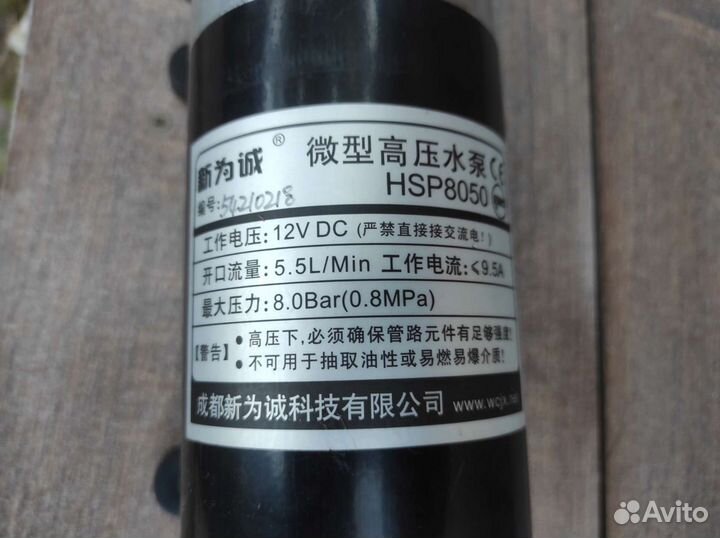 新为诚® 微型高压水泵 CE
编号:54210218 HSP8050
工作电压: 12V DC (严禁直接接交流电!)
开口流量: 5.5L/Min 工作电流:≤9.5A
最大压力: 8.0Bar(0.8MPa)
【警告】
• 高压下,必须确保管路元件有足够强度!
• 不可用于抽取油性或易燃易爆介质!
成都新为诚科技有限公司 www.wcjx.net
Avito